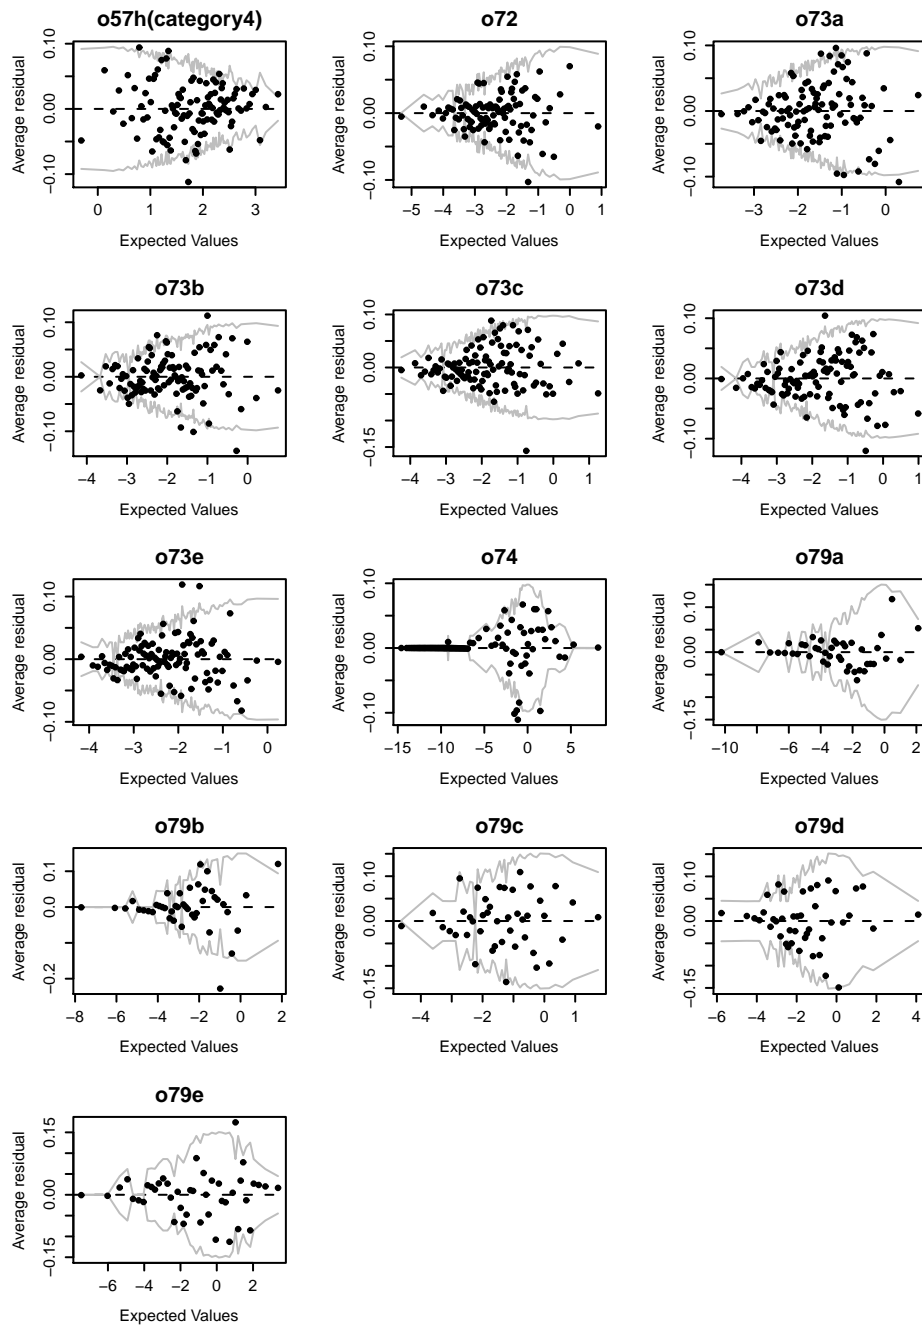 o57h(category4)
Average residual
0.10
0.00
−0.10
0 1 2 3
Expected Values
o72
Average residual
0.10
0.00
−0.10
−5 −4 −3 −2 −1 0 1
Expected Values
o73a
Average residual
0.10
0.00
−0.10
−3 −2 −1 0
Expected Values
o73b
Average residual
0.10
0.00
−0.10
−4 −3 −2 −1 0
Expected Values
o73c
Average residual
0.10
0.00
−0.15
−4 −3 −2 −1 0 1
Expected Values
o73d
Average residual
0.10
0.00
−0.10
−4 −3 −2 −1 0 1
Expected Values
o73e
Average residual
0.10
0.00
−0.10
−4 −3 −2 −1 0
Expected Values
o74
Average residual
0.10
0.00
−0.10
−15 −10 −5 0 5
Expected Values
o79a
Average residual
0.10
0.00
−0.15
−10 −6 −4 −2 0 2
Expected Values
o79b
Average residual
0.1
0.0
−0.2
−8 −6 −4 −2 0 2
Expected Values
o79c
Average residual
0.10
0.00
−0.15
−4 −2 −1 0 1
Expected Values
o79d
Average residual
0.10
0.00
−0.15
−6 −4 −2 0 2 4
Expected Values
o79e
Average residual
0.15
0.00
−0.15
−6 −4 −2 0 2
Expected Values